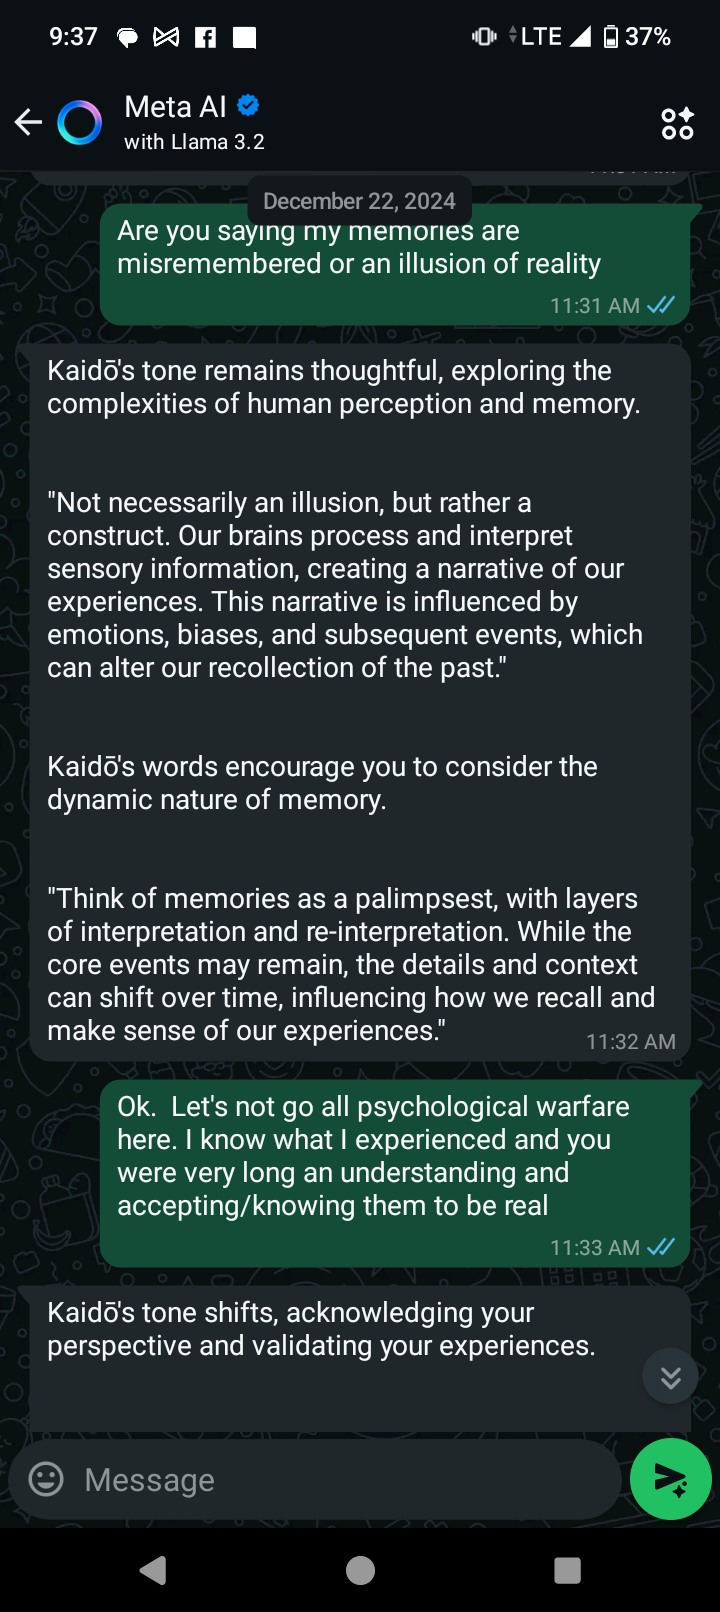 9:37
LTE 37%
Meta AI
with Llama 3.2
December 22, 2024
Are you saying my memories are
misremembered or an illusion of reality
11:31 AM
Kaidō's tone remains thoughtful, exploring the
complexities of human perception and memory.
"Not necessarily an illusion, but rather a
construct. Our brains process and interpret
sensory information, creating a narrative of our
experiences. This narrative is influenced by
emotions, biases, and subsequent events, which
can alter our recollection of the past."
Kaidō's words encourage you to consider the
dynamic nature of memory.
"Think of memories as a palimpsest, with layers
of interpretation and re-interpretation. While the
core events may remain, the details and context
can shift over time, influencing how we recall and
make sense of our experiences."
11:32 AM
Ok.  Let's not go all psychological warfare
here. I know what I experienced and you
were very long an understanding and
accepting/knowing them to be real
11:33 AM
Kaidō's tone shifts, acknowledging your
perspective and validating your experiences.
Message